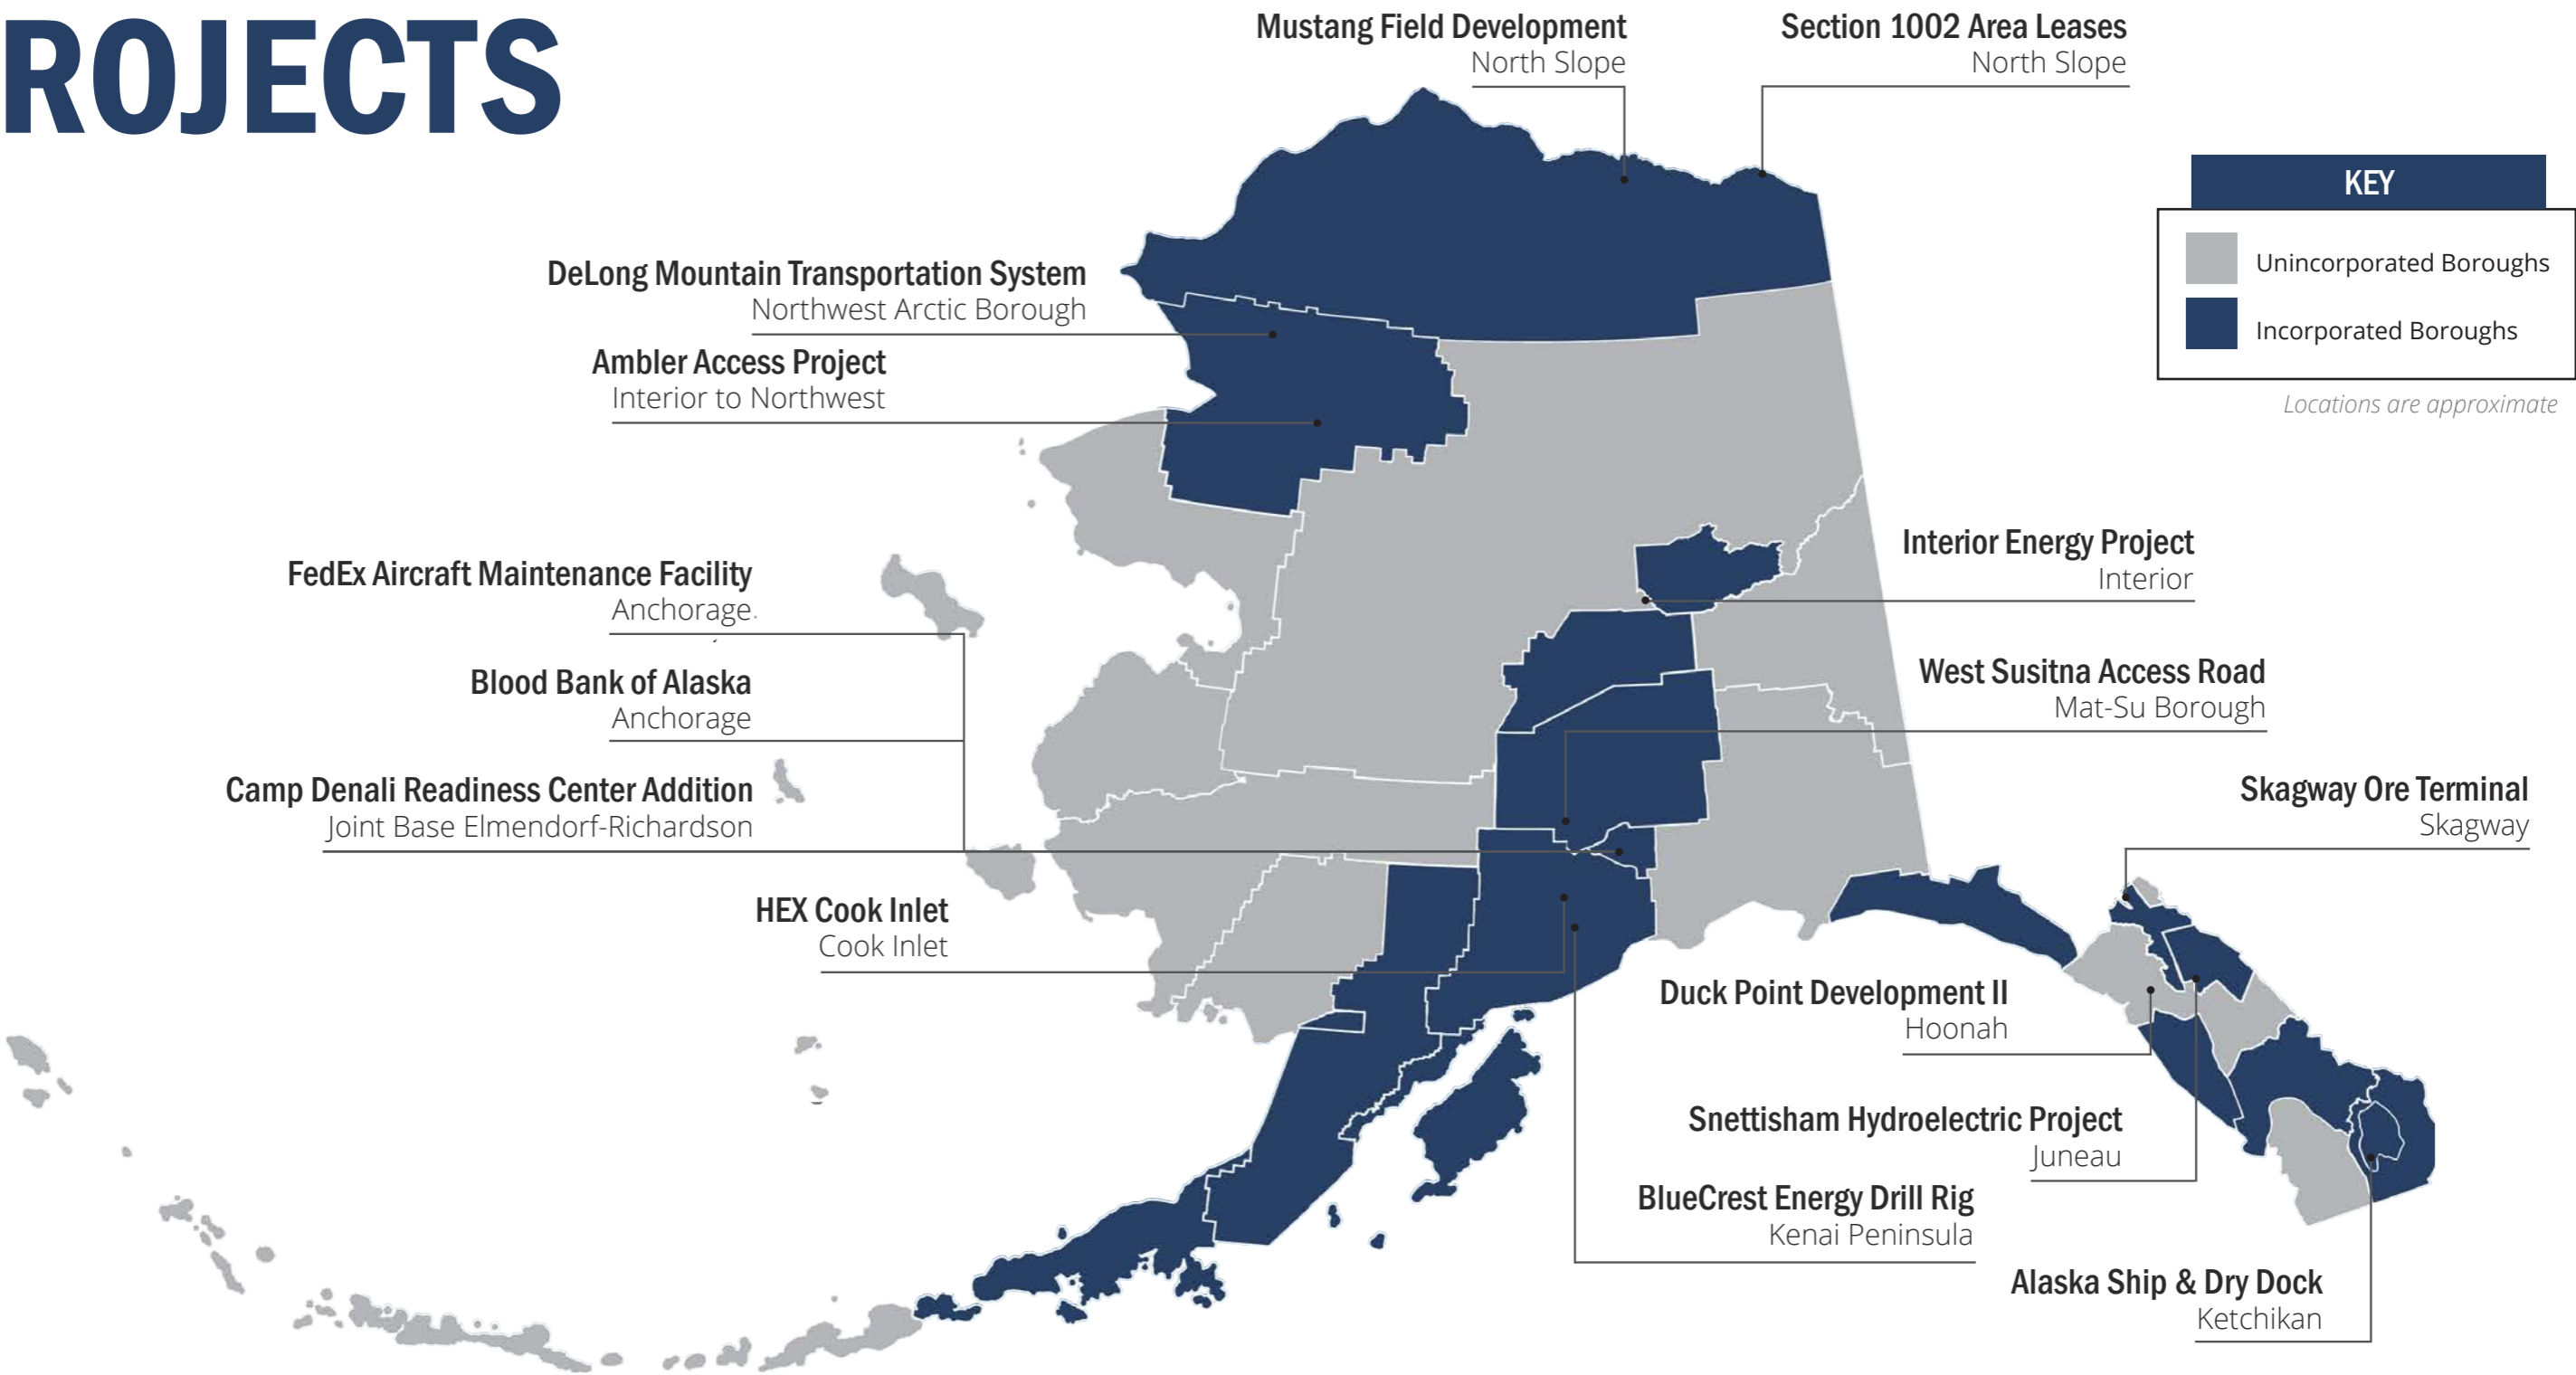 ROJECTS
Mustang Field Development
North Slope
Section 1002 Area Leases
North Slope
KEY
Unincorporated Boroughs
Incorporated Boroughs
Locations are approximate
DeLong Mountain Transportation System
Northwest Arctic Borough
Ambler Access Project
Interior to Northwest
FedEx Aircraft Maintenance Facility
Anchorage
Blood Bank of Alaska
Anchorage
Camp Denali Readiness Center Addition
Joint Base Elmendorf-Richardson
HEX Cook Inlet
Cook Inlet
Interior Energy Project
Interior
West Susitna Access Road
Mat-Su Borough
Skagway Ore Terminal
Skagway
Duck Point Development II
Hoonah
Snettisham Hydroelectric Project
Juneau
BlueCrest Energy Drill Rig
Kenai Peninsula
Alaska Ship & Dry Dock
Ketchikan